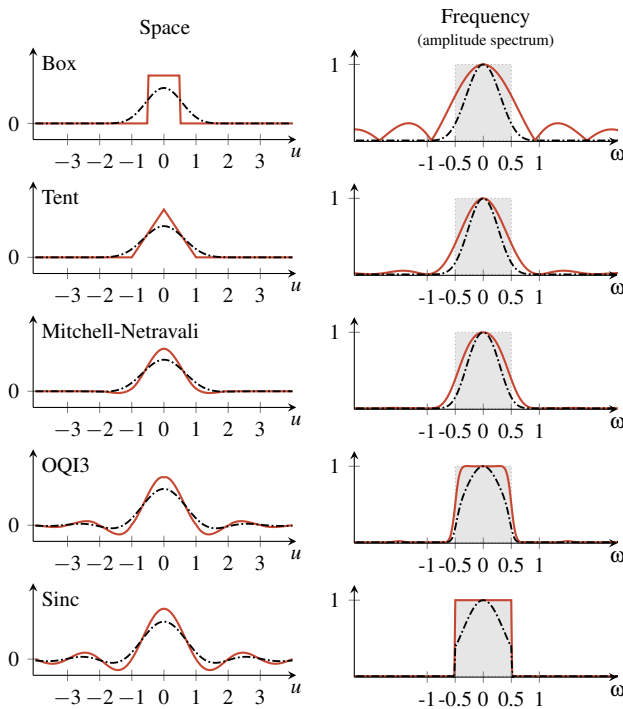 Space
Frequency
(amplitude spectrum)
Box
0
−3 −2 −1 0 1 2 3 u
1
-1 -0.5 0 0.5 1 ω
Tent
0
−3 −2 −1 0 1 2 3 u
1
-1 -0.5 0 0.5 1 ω
Mitchell-Netravali
0
−3 −2 −1 0 1 2 3 u
1
-1 -0.5 0 0.5 1 ω
OQI3
0
−3 −2 −1 0 1 2 3 u
1
-1 -0.5 0 0.5 1 ω
Sinc
0
−3 −2 −1 0 1 2 3 u
1
-1 -0.5 0 0.5 1 ω